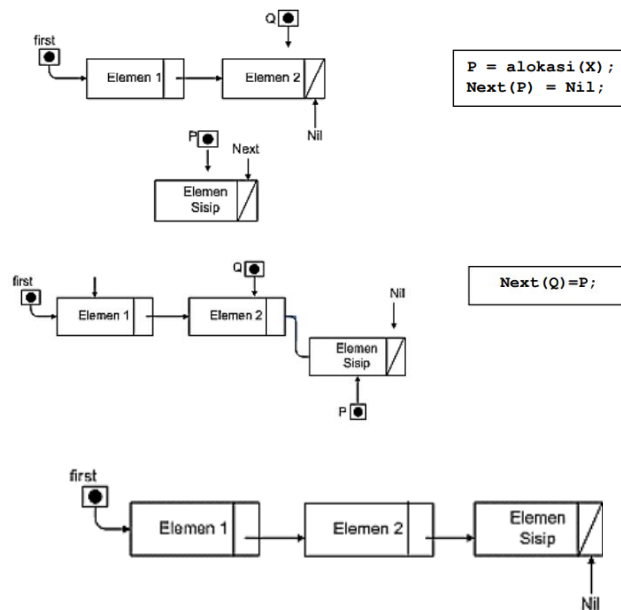 Q
first
Elemen 1
Elemen 2
P = alokasi(X);
Next(P) = Nil;
Nil
P
Next
Elemen
Sisip
first
Q
Nil
Next(Q)=P;
Elemen 1
Elemen 2
Elemen
Sisip
P
first
Elemen 1
Elemen 2
Elemen
Sisip
Nil